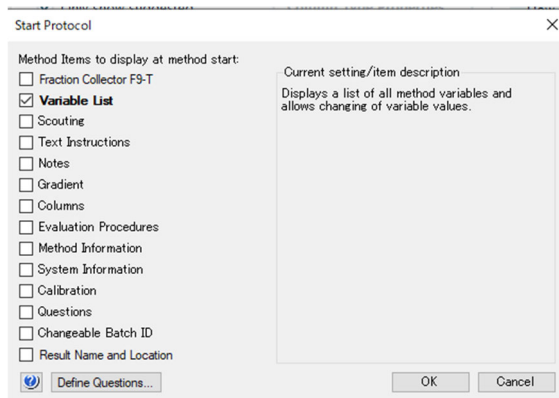 Start Protocol
Method Items to display at method start:
Fraction Collector F9-T
Variable List
Scouting
Text Instructions
Notes
Gradient
Columns
Evaluation Procedures
Method Information
System Information
Calibration
Questions
Changeable Batch ID
Result Name and Location
Current setting/item description
Displays a list of all method variables and
allows changing of variable values.
Define Questions...
OK
Cancel